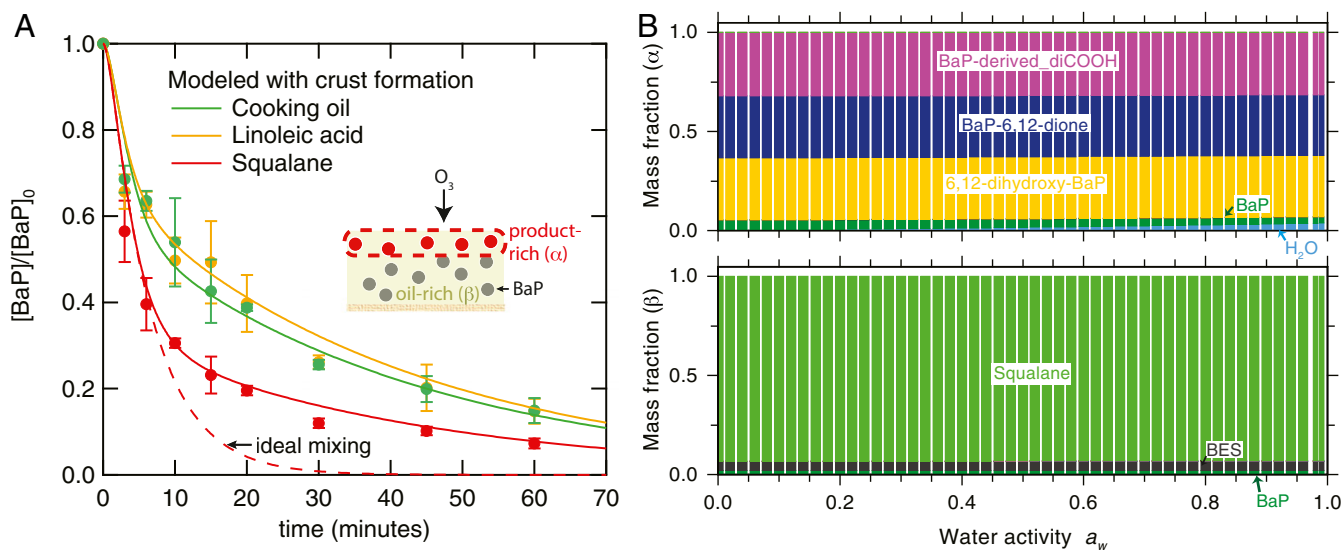 A
1.0
0.8
0.6
0.4
0.2
0.0
[BaP]/[BaP]₀
Modeled with crust formation
Cooking oil
Linoleic acid
Squalane
O₃
product-
rich (α)
BaP
oil-rich (β)
ideal mixing
0 10 20 30 40 50 60 70
time (minutes)
B
1.0
0.5
0.0
Mass fraction (α)
BaP-derived_diCOOH
BaP-6,12-dione
6,12-dihydroxy-BaP
BaP
H₂O
1.0
0.5
0.0
Mass fraction (β)
Squalane
BES
BaP
0.0 0.2 0.4 0.6 0.8 1.0
Water activity a_w